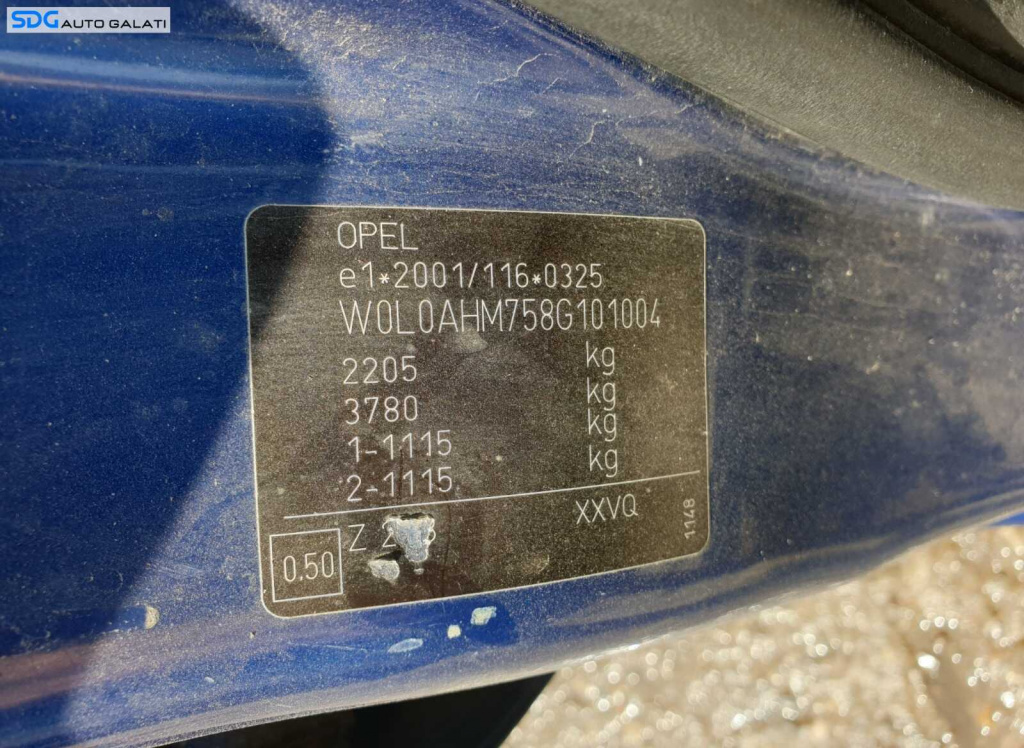 SDG AUTO GALATI
OPEL
e1*2001/116*0325
W0L0AHM758G101004
2205 kg
3780 kg
1-1115 kg
2-1115 kg
0.50 Z XXVQ 1148